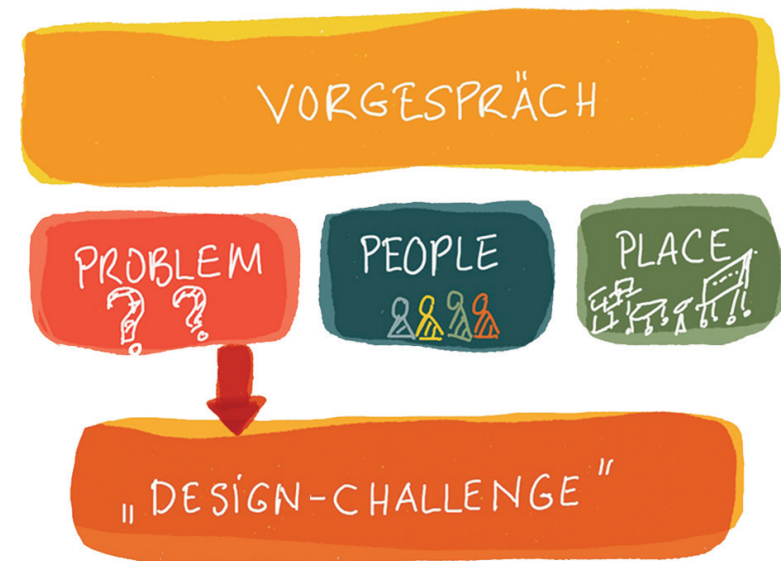 VORGESPRÄCH
PROBLEM
? ?
PEOPLE
PLACE
„DESIGN-CHALLENGE"